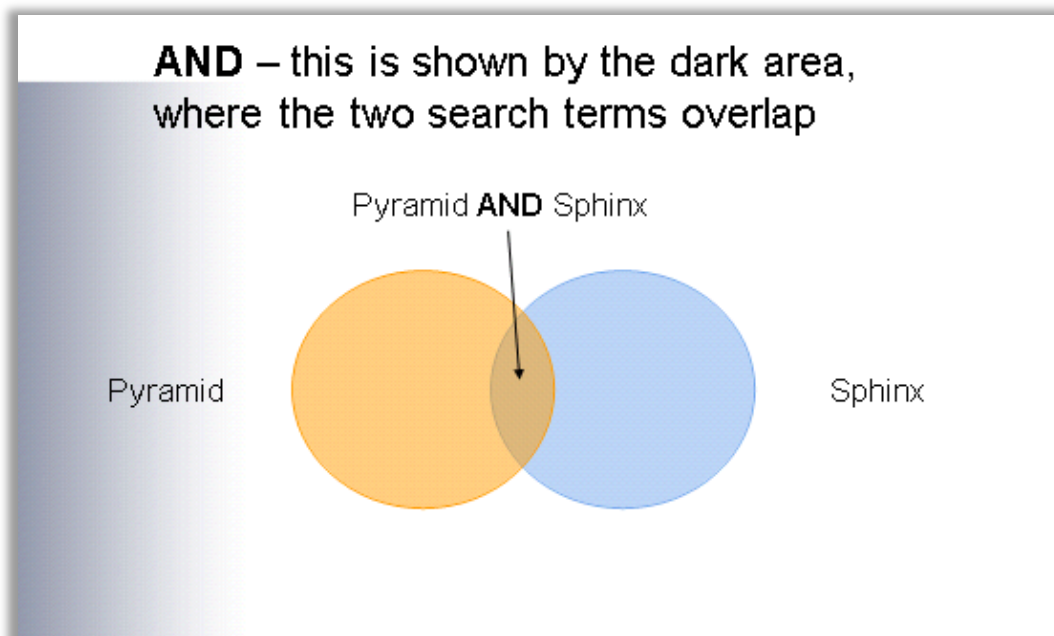 AND – this is shown by the dark area,
where the two search terms overlap
Pyramid AND Sphinx
Pyramid
Sphinx